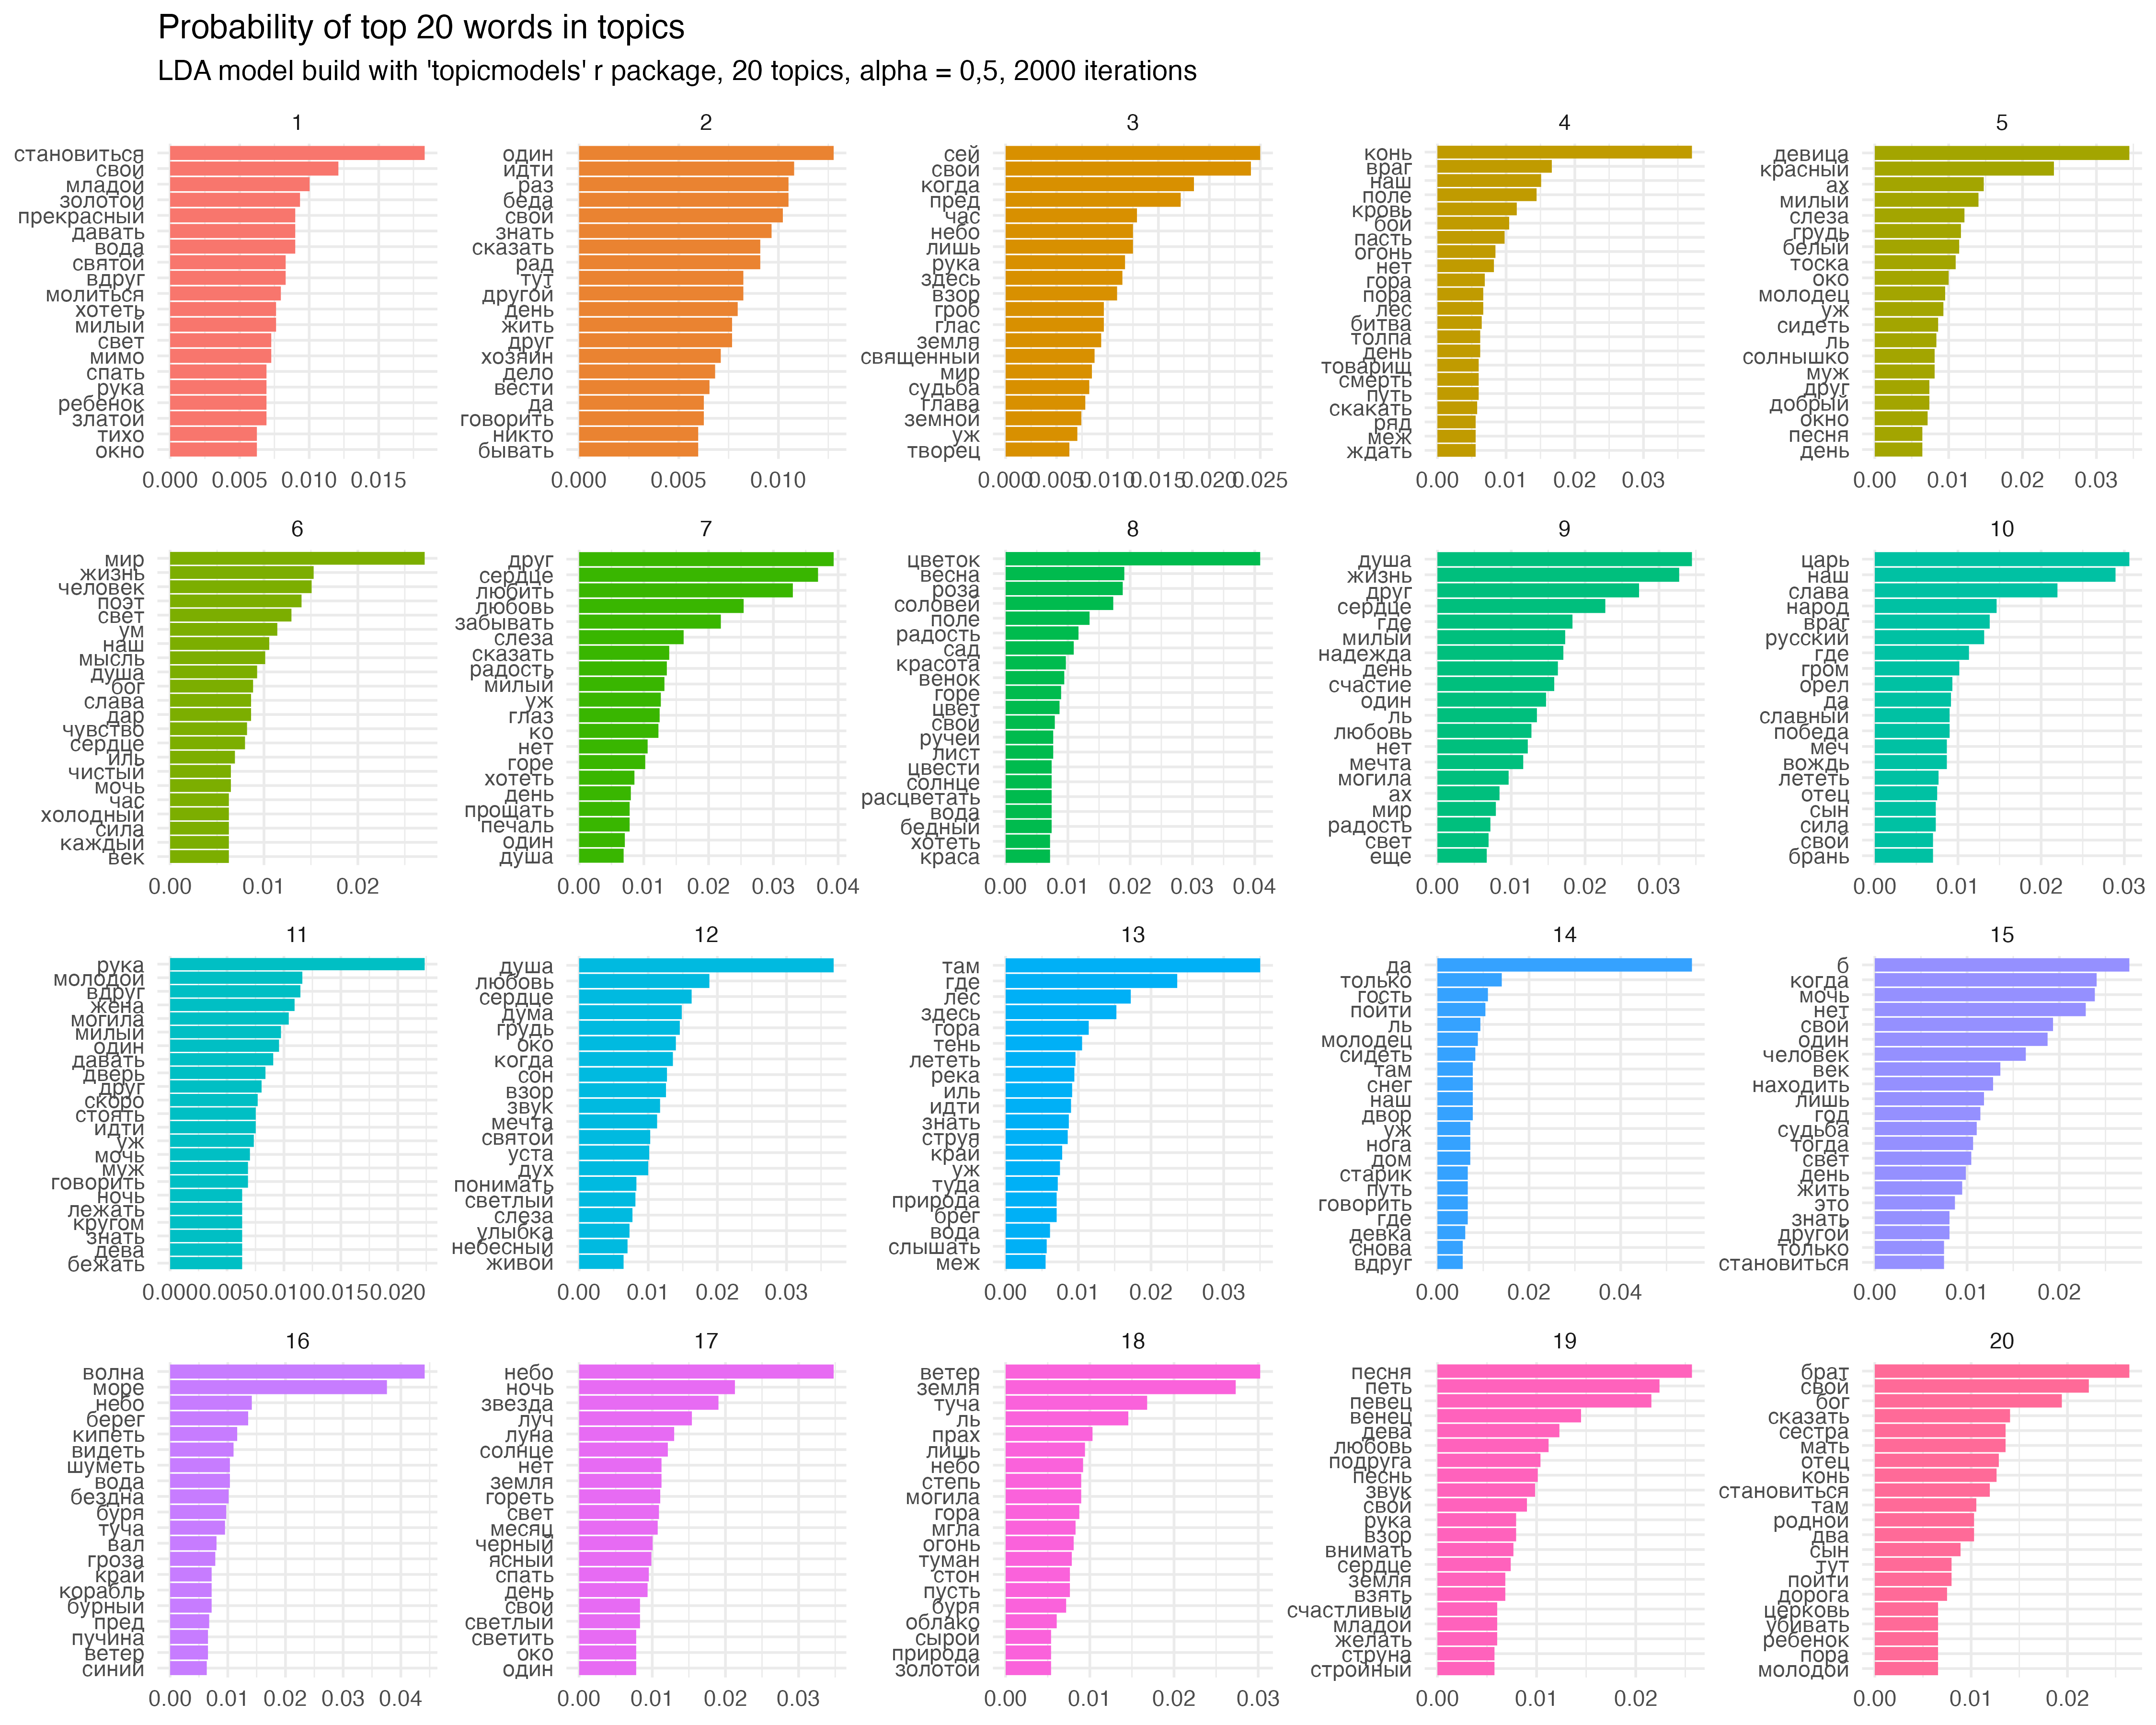 Probability of top 20 words in topics
LDA model build with 'topicmodels' r package, 20 topics, alpha = 0,5, 2000 iterations
1
становиться
свой
младой
золотой
прекрасный
давать
вода
святой
вдруг
молиться
хотеть
милый
свет
мимо
спать
рука
ребенок
златой
тихо
окно
0.000 0.005 0.010 0.015
2
один
идти
раз
беда
свой
знать
сказать
рад
тут
другой
день
жить
друг
хозяин
дело
вести
да
говорить
никто
бывать
0.000 0.005 0.010
3
сей
свой
когда
пред
час
небо
лишь
рука
здесь
взор
гроб
глас
земля
священный
мир
судьба
глава
земной
уж
творец
0.000 0.005 0.010 0.015 0.020 0.025
4
конь
враг
наш
поле
кровь
бой
пасть
огонь
нет
гора
пора
лес
битва
толпа
день
товарищ
смерть
путь
скакать
ряд
меж
ждать
0.00 0.01 0.02 0.03
5
девица
красный
ах
милый
слеза
грудь
белый
тоска
око
молодец
уж
сидеть
ль
солнышко
муж
друг
добрый
окно
песня
день
0.00 0.01 0.02 0.03
6
мир
жизнь
человек
поэт
свет
ум
наш
мысль
душа
бог
слава
дар
чувство
сердце
иль
чистый
мочь
час
холодный
сила
каждый
век
0.00 0.01 0.02
7
друг
сердце
любить
любовь
забывать
слеза
сказать
радость
милый
уж
глаз
ко
нет
горе
хотеть
день
прощать
печаль
один
душа
0.00 0.01 0.02 0.03 0.04
8
цветок
весна
роза
соловей
поле
радость
сад
красота
венок
горе
цвет
свой
ручей
лист
цвести
солнце
расцветать
вода
бедный
хотеть
краса
0.00 0.01 0.02 0.03 0.04
9
душа
жизнь
друг
сердце
где
милый
надежда
день
счастие
один
ль
любовь
нет
мечта
могила
ах
мир
радость
свет
еще
0.00 0.01 0.02 0.03
10
царь
наш
слава
народ
враг
русский
где
гром
орел
да
славный
победа
меч
вождь
лететь
отец
сын
сила
свой
брань
0.00 0.01 0.02 0.03
11
рука
молодой
вдруг
жена
могила
милый
один
давать
дверь
друг
скоро
стоять
идти
уж
мочь
муж
говорить
ночь
лежать
кругом
знать
дева
бежать
0.000 0.005 0.010 0.015 0.020
12
душа
любовь
сердце
дума
грудь
око
когда
сон
взор
звук
мечта
святой
уста
дух
понимать
светлый
слеза
улыбка
небесный
живой
0.00 0.01 0.02 0.03
13
там
где
лес
здесь
гора
тень
лететь
река
иль
идти
знать
струя
край
уж
туда
природа
брег
вода
слышать
меж
0.00 0.01 0.02 0.03
14
да
только
гость
пойти
ль
молодец
сидеть
там
снег
наш
двор
уж
нога
дом
старик
путь
говорить
где
девка
снова
вдруг
0.00 0.02 0.04
15
б
когда
мочь
нет
свой
один
человек
век
находить
лишь
год
судьба
тогда
свет
день
жить
это
знать
другой
только
становиться
0.00 0.01 0.02
16
волна
море
небо
берег
кипеть
видеть
шуметь
вода
бездна
буря
туча
вал
гроза
край
корабль
бурный
пред
пучина
ветер
синий
0.00 0.01 0.02 0.03 0.04
17
небо
ночь
звезда
луч
луна
солнце
нет
земля
гореть
свет
месяц
черный
ясный
спать
день
свой
светлый
светить
око
один
0.00 0.01 0.02 0.03
18
ветер
земля
туча
ль
прах
лишь
небо
степь
могила
гора
мгла
огонь
туман
стон
пусть
буря
облако
сырой
природа
золотой
0.00 0.01 0.02 0.03
19
песня
петь
певец
венец
дева
любовь
подруга
песнь
звук
свой
рука
взор
внимать
сердце
земля
взять
счастливый
младой
желать
струна
стройный
0.00 0.01 0.02
20
брат
свой
бог
сказать
сестра
мать
отец
конь
становиться
там
родной
два
сын
тут
пойти
дорога
церковь
убивать
ребенок
пора
молодой
0.00 0.01 0.02